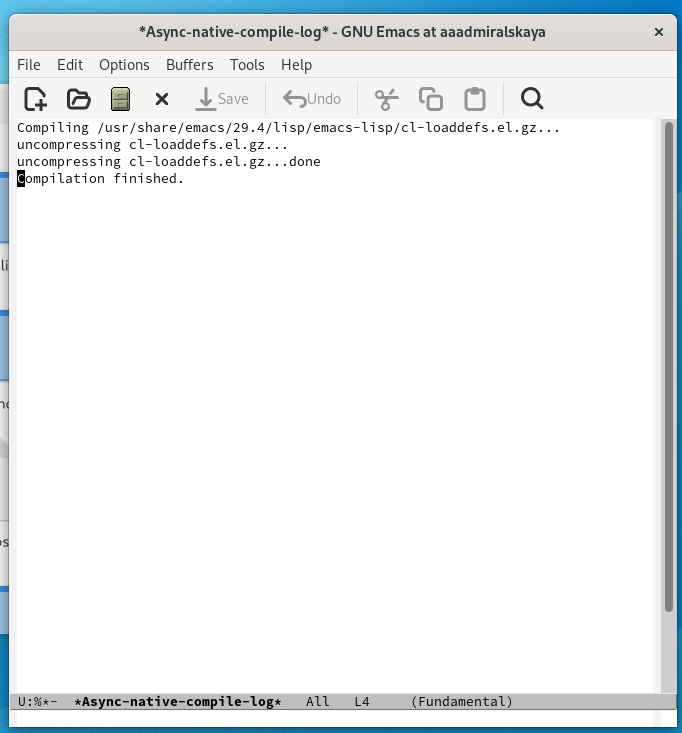 *Async-native-compile-log* - GNU Emacs at aaadmiralskaya
File Edit Options Buffers Tools Help
Save Undo
Compiling /usr/share/emacs/29.4/lisp/emacs-lisp/cl-loaddefs.el.gz...
uncompressing cl-loaddefs.el.gz...
uncompressing cl-loaddefs.el.gz...done
Compilation finished.
U:%*- *Async-native-compile-log* All L4 (Fundamental)